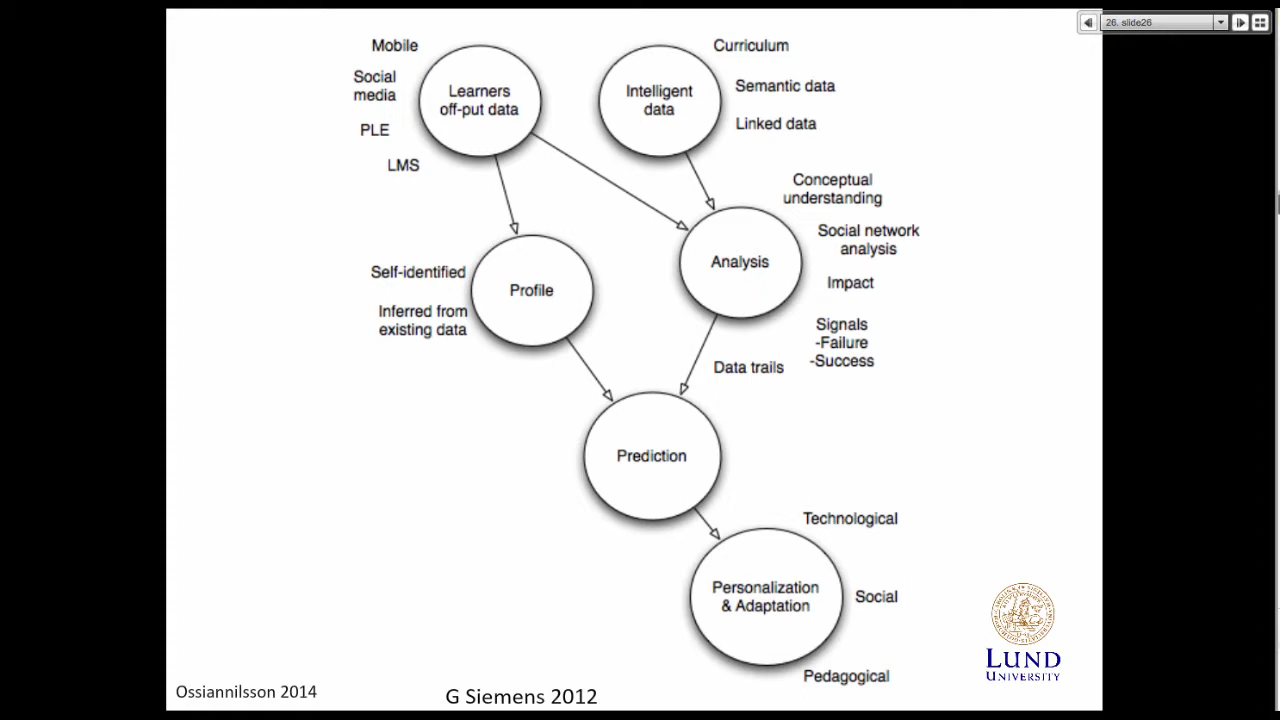 26. slide26
Mobile
Social
media
PLE
LMS
Learners
off-put data
Intelligent
data
Curriculum
Semantic data
Linked data
Conceptual
understanding
Social network
analysis
Impact
Signals
-Failure
-Success
Analysis
Self-identified
Inferred from
existing data
Profile
Data trails
Prediction
Technological
Personalization
& Adaptation
Social
Pedagogical
LUND
UNIVERSITY
Ossiannilsson 2014
G Siemens 2012